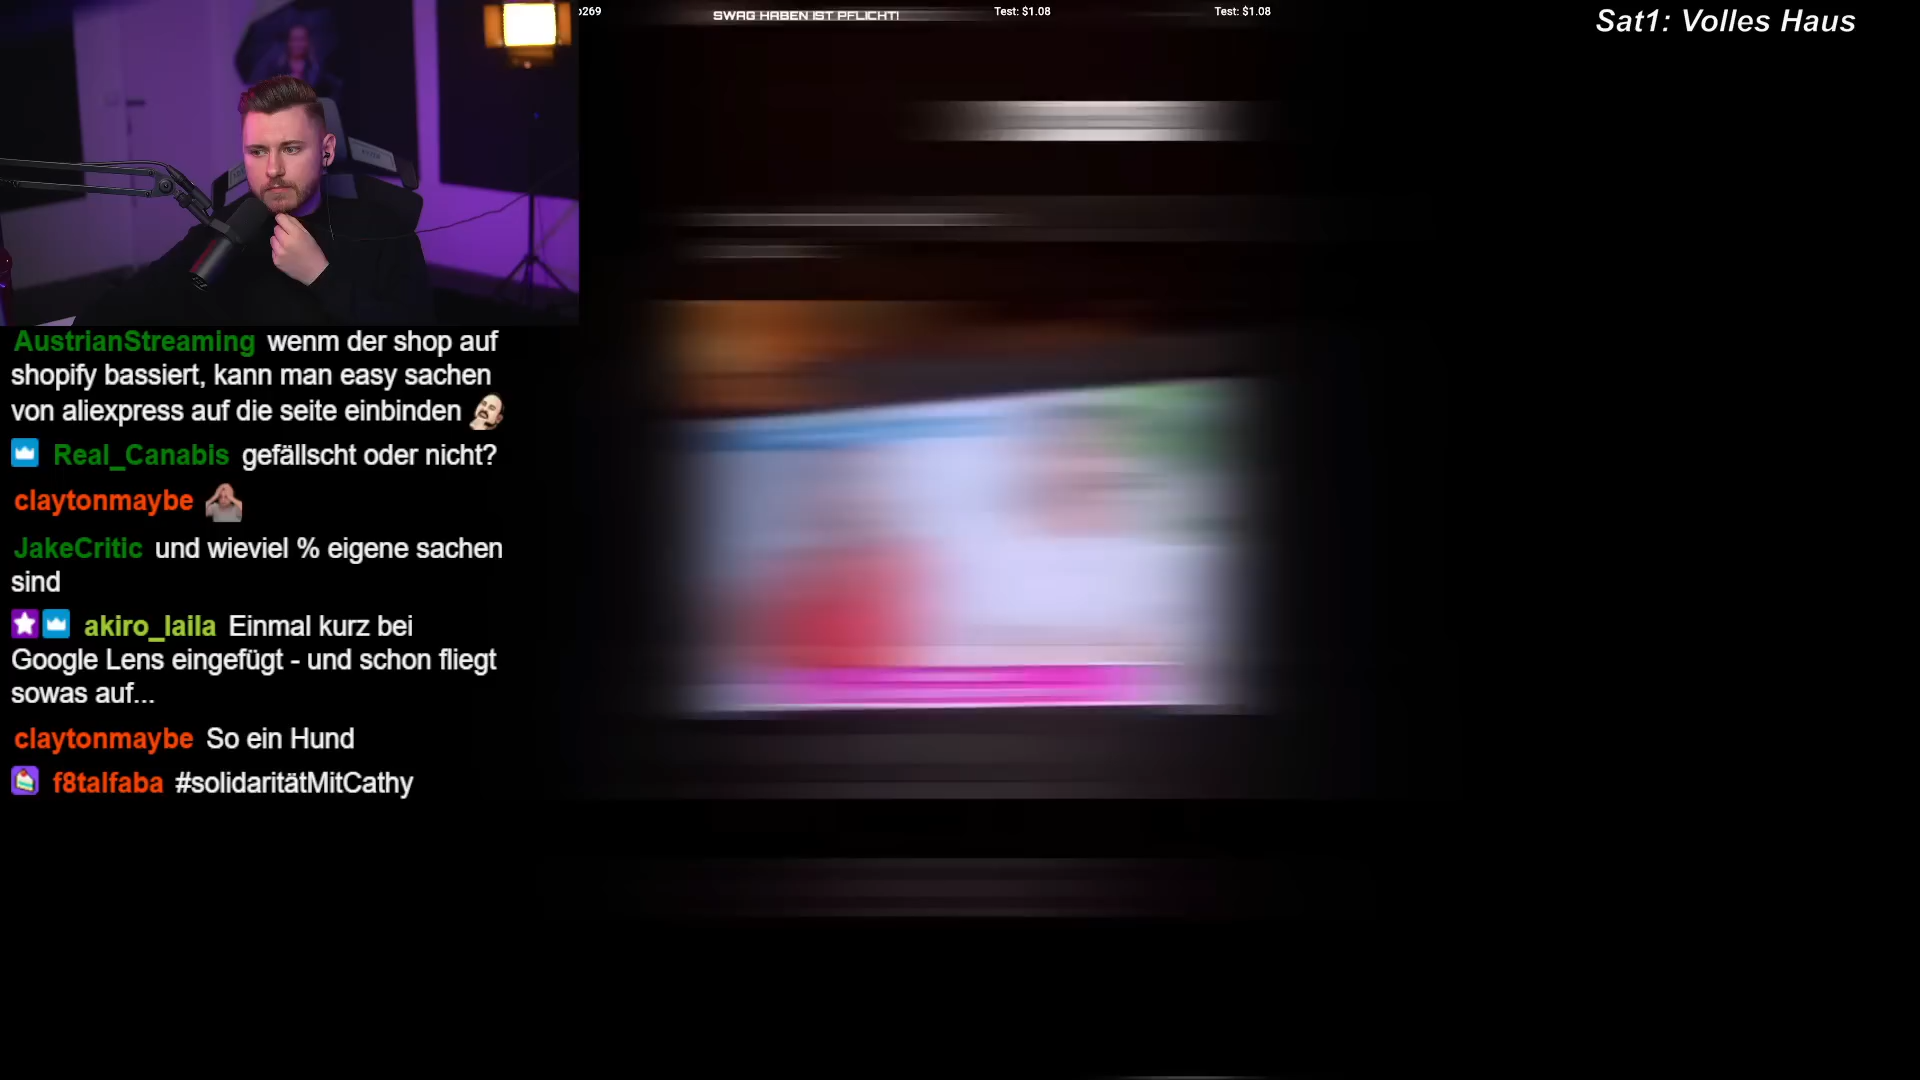 269
SWAG HABEN IST PFLICHT!
Test: $1.08
Test: $1.08
Sat1: Volles Haus
AustrianStreaming wenm der shop auf
shopify bassiert, kann man easy sachen
von aliexpress auf die seite einbinden
Real_Canabis gefällscht oder nicht?
claytonmaybe
JakeCritic und wieviel % eigene sachen
sind
akiro_laila Einmal kurz bei
Google Lens eingefügt - und schon fliegt
sowas auf...
claytonmaybe So ein Hund
f8talfaba #solidaritätMitCathy